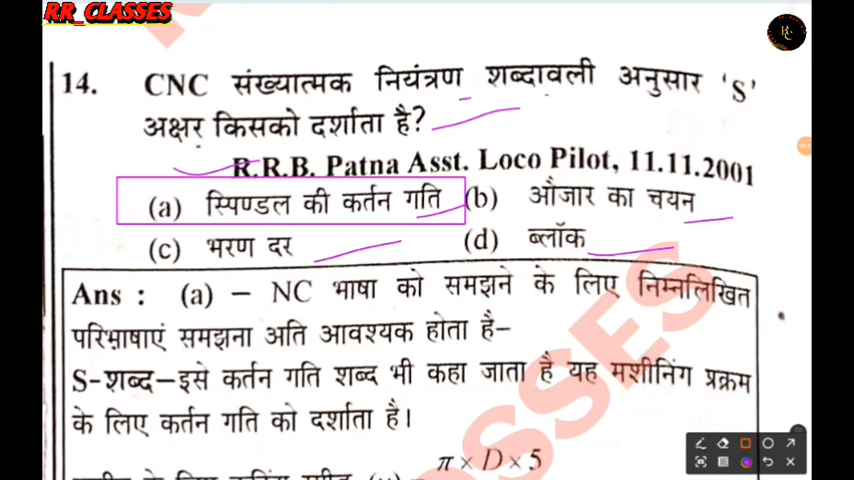 RR_CLASSES
14. CNC संख्यात्मक नियंत्रण शब्दावली अनुसार 'S'
अक्षर किसको दर्शाता है?
R.R.B. Patna Asst. Loco Pilot, 11.11.2001
(a) स्पिण्डल की कर्तन गति (b) औजार का चयन
(c) भरण दर (d) ब्लॉक
Ans : (a) – NC भाषा को समझने के लिए निम्नलिखित
परिभाषाएं समझना अति आवश्यक होता है–
S-शब्द–इसे कर्तन गति शब्द भी कहा जाता है यह मशीनिंग प्रक्रम
के लिए कर्तन गति को दर्शाता है।
π × D × 5